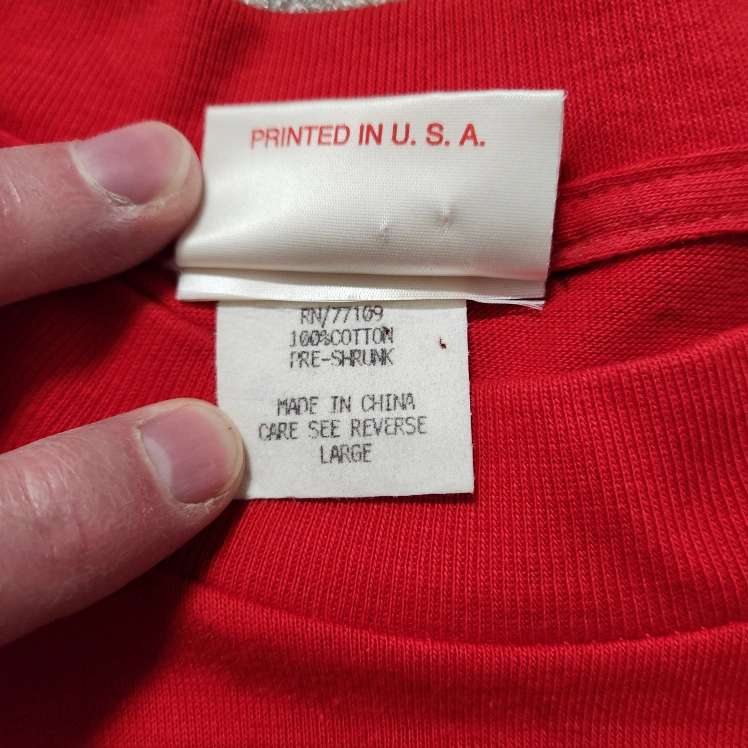 PRINTED IN U. S. A.
RN/77109
100%COTTON
PRE-SHRUNK
MADE IN CHINA
CARE SEE REVERSE
LARGE